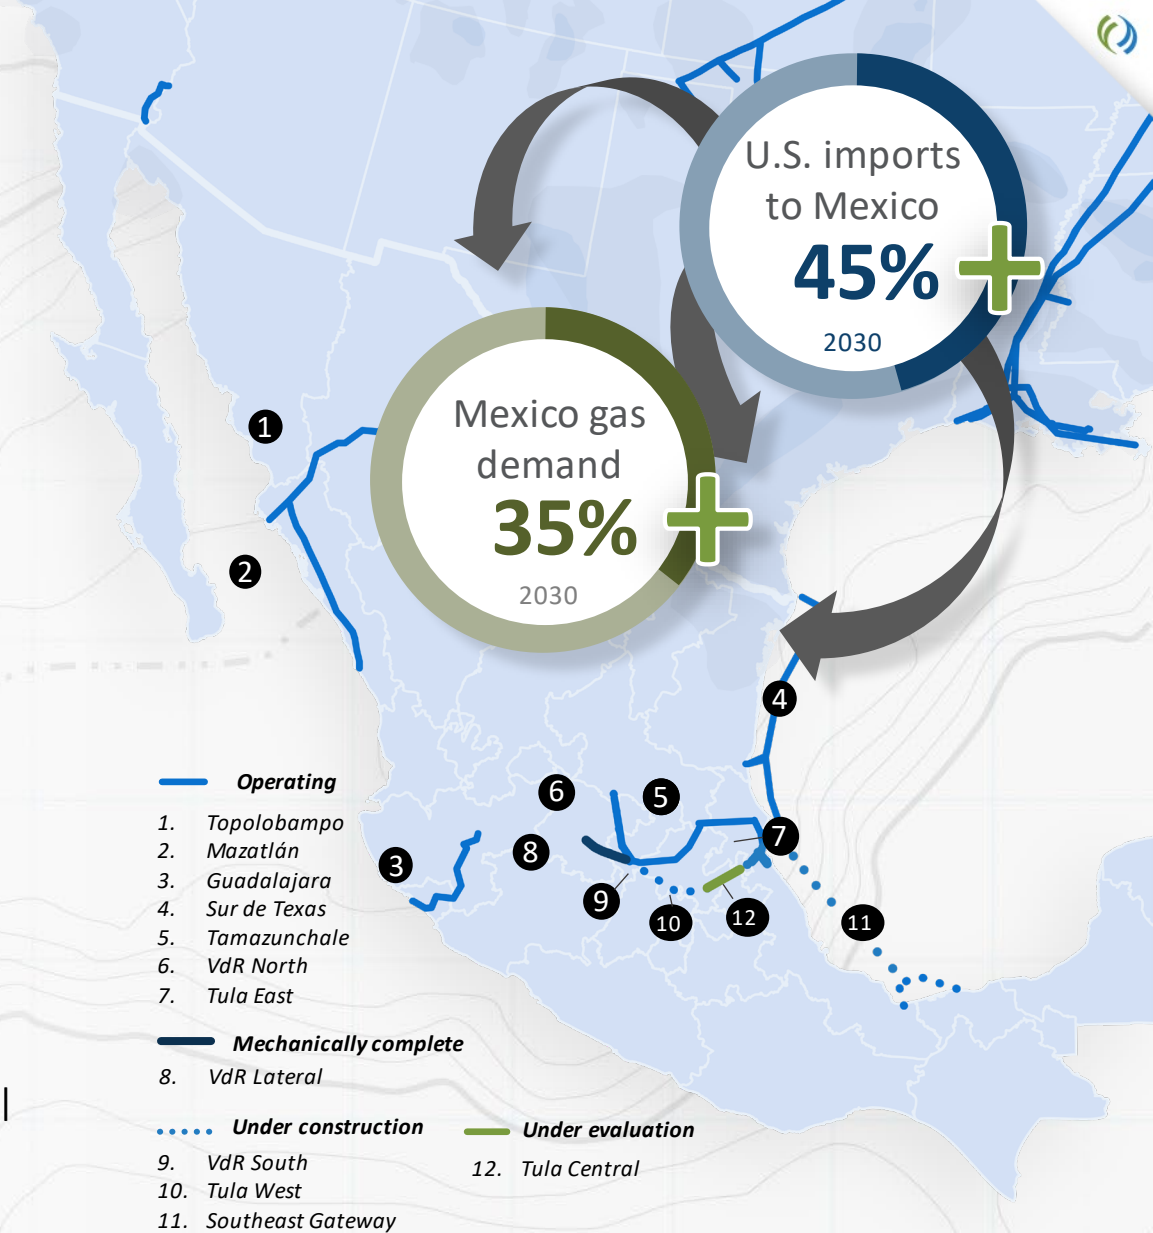 U.S. imports
to Mexico
45%
2030
Mexico gas
demand
35%
2030
1
2
3
4
5
6
7
8
9
10
11
12
Operating
1. Topolobampo
2. Mazatlán
3. Guadalajara
4. Sur de Texas
5. Tamazunchale
6. VdR North
7. Tula East
Mechanically complete
8. VdR Lateral
Under construction
9. VdR South
10. Tula West
11. Southeast Gateway
Under evaluation
12. Tula Central